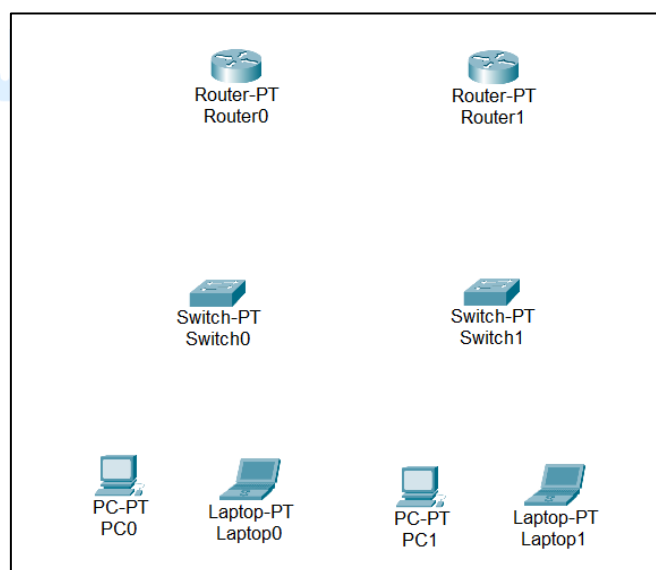 Router-PT
Router0
Router-PT
Router1
Switch-PT
Switch0
Switch-PT
Switch1
PC-PT
PC0
Laptop-PT
Laptop0
PC-PT
PC1
Laptop-PT
Laptop1